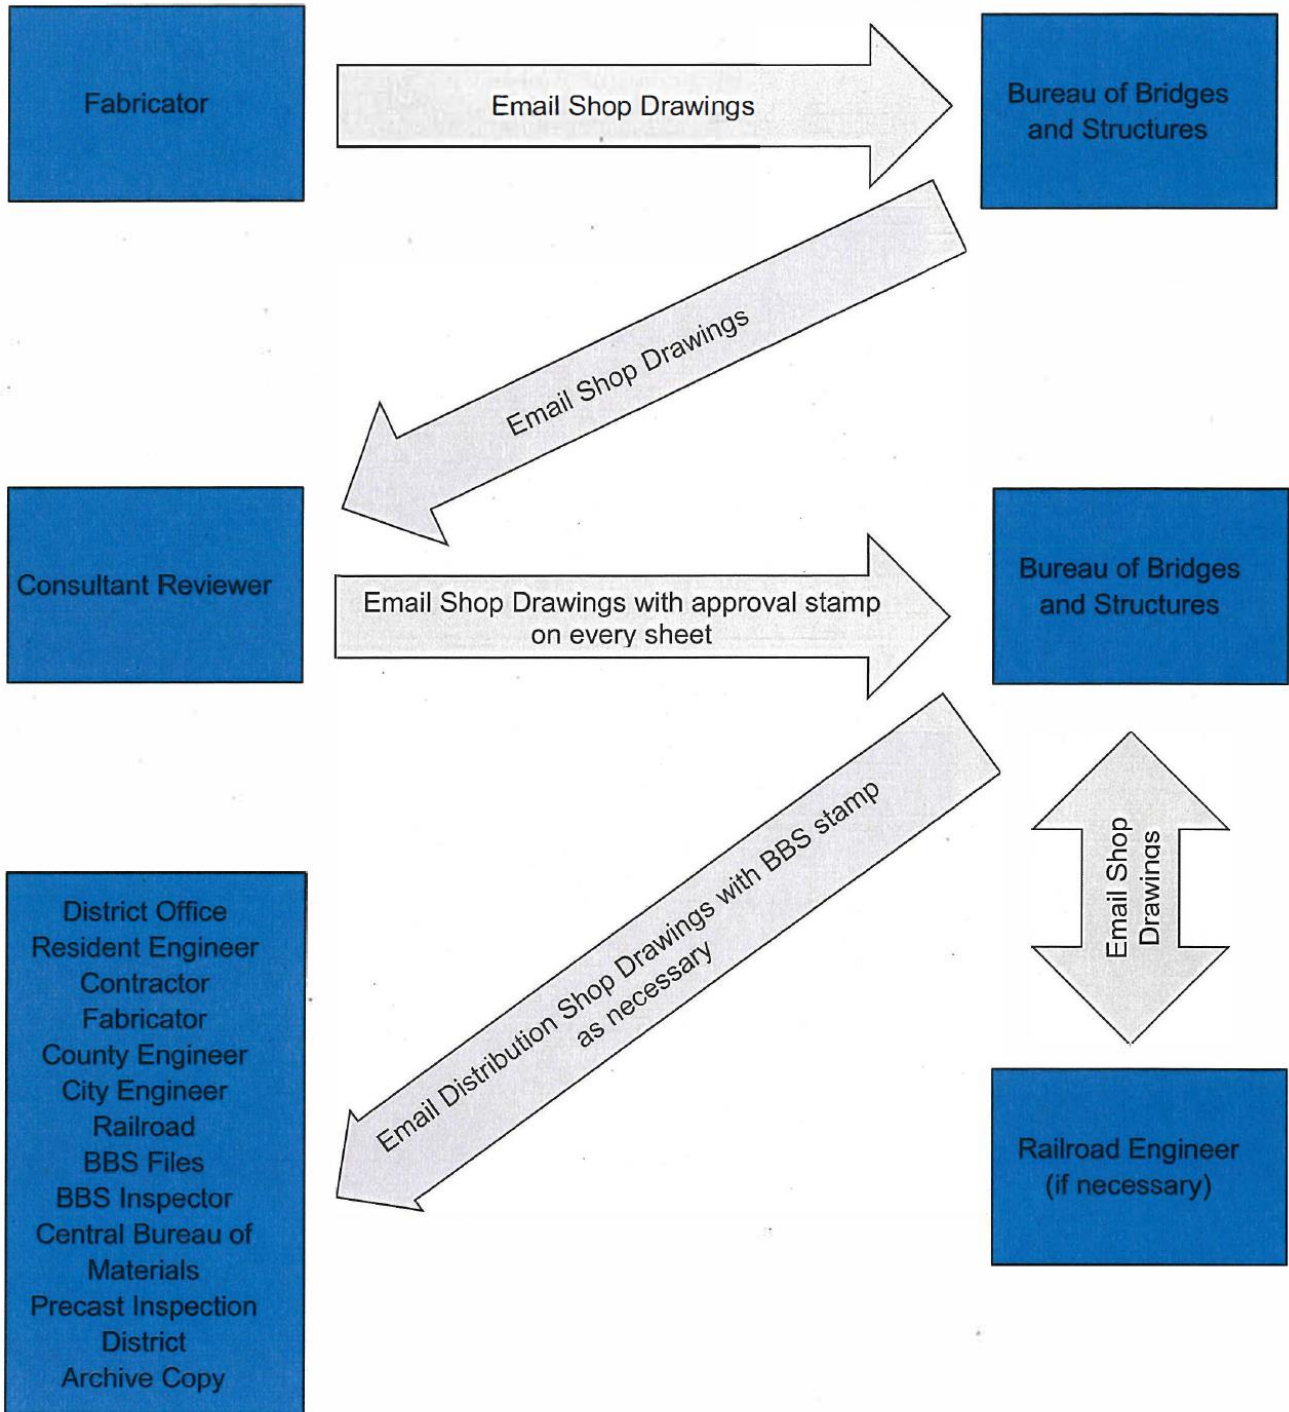 Fabricator
Email Shop Drawings
Bureau of Bridges
and Structures
Email Shop Drawings
Consultant Reviewer
Email Shop Drawings with approval stamp
on every sheet
Bureau of Bridges
and Structures
Email Distribution Shop Drawings with BBS stamp
as necessary
Email Shop
Drawings
District Office
Resident Engineer
Contractor
Fabricator
County Engineer
City Engineer
Railroad
BBS Files
BBS Inspector
Central Bureau of
Materials
Precast Inspection
District
Archive Copy
Railroad Engineer
(if necessary)